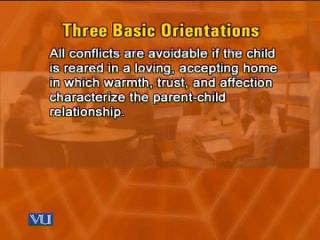 Three Basic Orientations
All conflicts are avoidable if the child
is reared in a loving, accepting home
in which warmth, trust, and affection
characterize the parent-child
relationship.
VU